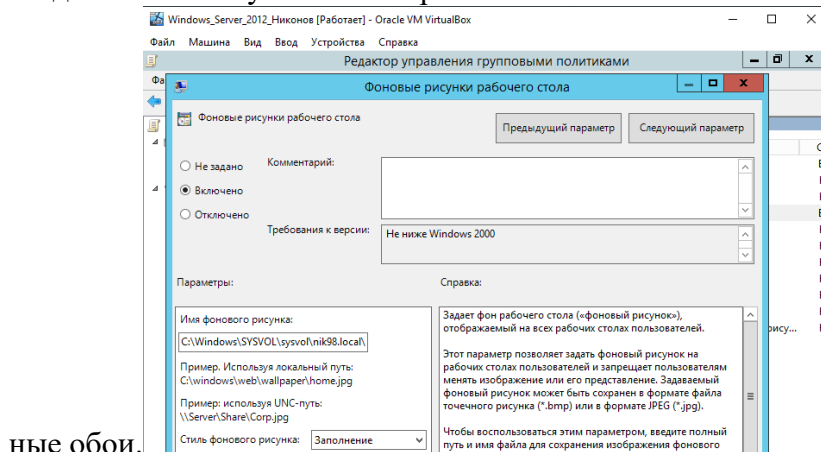 Windows_Server_2012_Никонов [Работает] - Oracle VM VirtualBox
Файл Машина Вид Ввод Устройства Справка
Редактор управления групповыми политиками
Фа
Фоновые рисунки рабочего стола
Фоновые рисунки рабочего стола
Предыдущий параметр Следующий параметр
Не задано Комментарий:
Включено
Отключено
Требования к версии: Не ниже Windows 2000
Параметры: Справка:
Имя фонового рисунка:
C:\Windows\SYSVOL\sysvol\nik98.local\
Пример. Используя локальный путь:
C:\windows\web\wallpaper\home.jpg
Пример: используя UNC-путь:
\\Server\Share\Corp.jpg
Стиль фонового рисунка: Заполнение
Задает фон рабочего стола («фоновый рисунок»),
отображаемый на всех рабочих столах пользователей.
Этот параметр позволяет задать фоновый рисунок на
рабочих столах пользователей и запрещает пользователям
менять изображение или его представление. Задаваемый
фоновый рисунок может быть сохранен в формате файла
точечного рисунка (*.bmp) или в формате JPEG (*.jpg).
Чтобы воспользоваться этим параметром, введите полный
путь и имя файла для сохранения изображения фонового
рису...
ные обои.